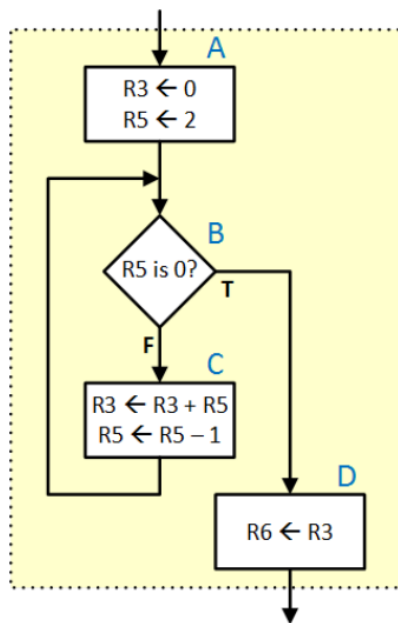 A
R3 ← 0
R5 ← 2
B
R5 is 0?
T
F
C
R3 ← R3 + R5
R5 ← R5 – 1
D
R6 ← R3